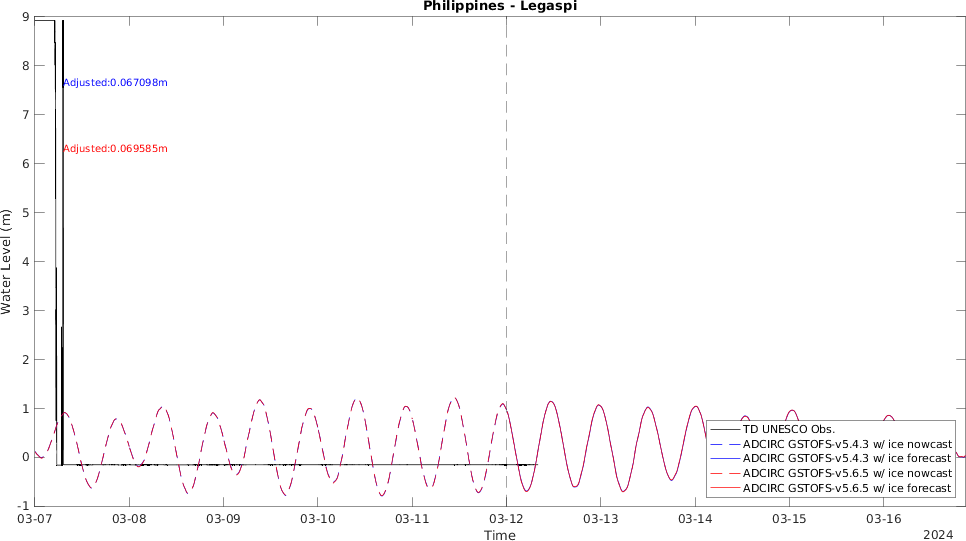 Philippines - Legaspi
9
8
7
6
5
4
3
2
1
0
-1
Water Level (m)
Adjusted:0.067098m
Adjusted:0.069585m
TD UNESCO Obs.
ADCIRC GSTOFS-v5.4.3 w/ ice nowcast
ADCIRC GSTOFS-v5.4.3 w/ ice forecast
ADCIRC GSTOFS-v5.6.5 w/ ice nowcast
ADCIRC GSTOFS-v5.6.5 w/ ice forecast
03-07 03-08 03-09 03-10 03-11 03-12 03-13 03-14 03-15 03-16
Time
2024